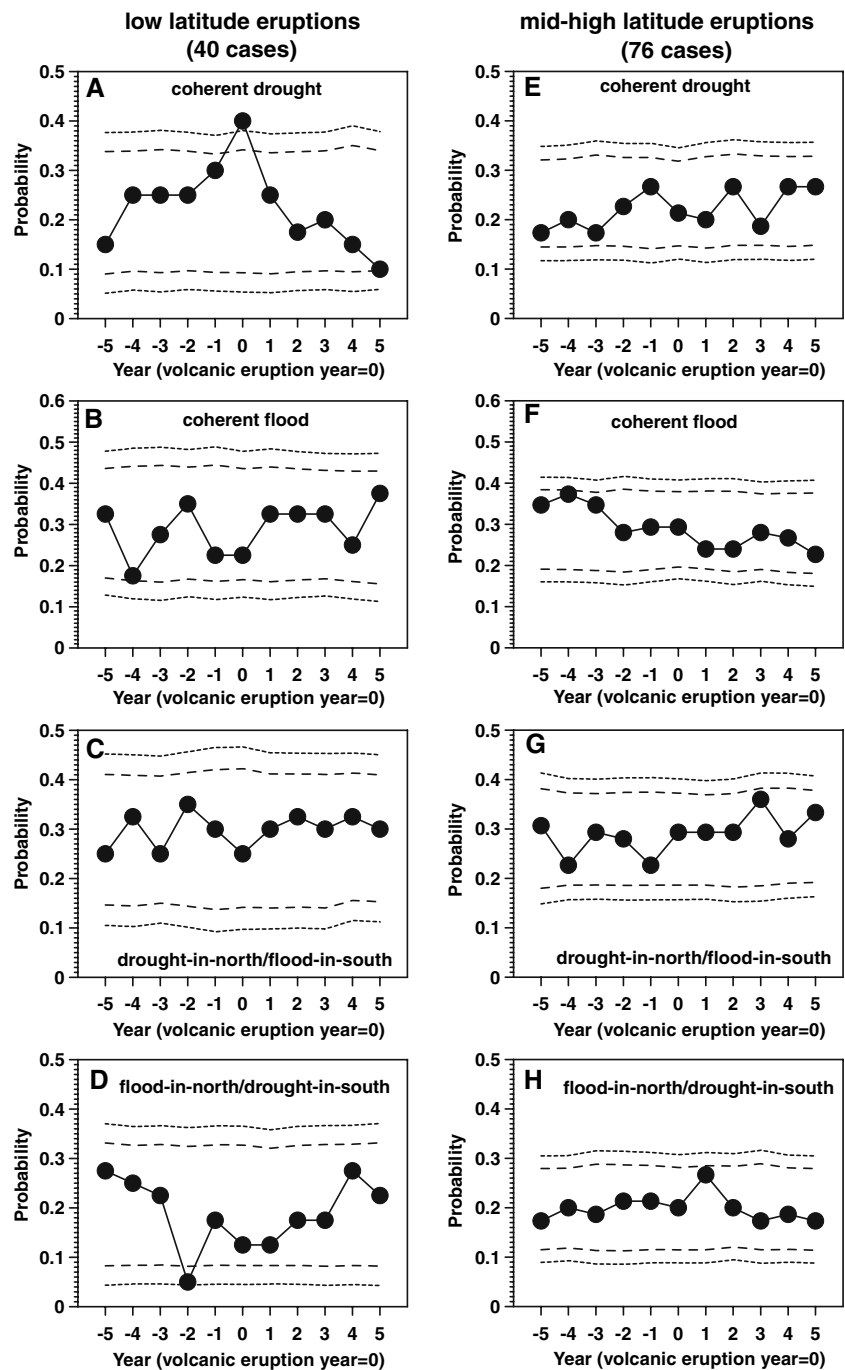 low latitude eruptions
(40 cases)
mid-high latitude eruptions
(76 cases)
A
coherent drought
Probability
0.5
0.4
0.3
0.2
0.1
0
-5 -4 -3 -2 -1 0 1 2 3 4 5
Year (volcanic eruption year=0)
E
coherent drought
Probability
0.5
0.4
0.3
0.2
0.1
0
-5 -4 -3 -2 -1 0 1 2 3 4 5
Year (volcanic eruption year=0)
B
coherent flood
Probability
0.6
0.5
0.4
0.3
0.2
0.1
0
-5 -4 -3 -2 -1 0 1 2 3 4 5
Year (volcanic eruption year=0)
F
coherent flood
Probability
0.6
0.5
0.4
0.3
0.2
0.1
0
-5 -4 -3 -2 -1 0 1 2 3 4 5
Year (volcanic eruption year=0)
C
Probability
0.5
0.4
0.3
0.2
0.1
0
drought-in-north/flood-in-south
-5 -4 -3 -2 -1 0 1 2 3 4 5
Year (volcanic eruption year=0)
G
Probability
0.5
0.4
0.3
0.2
0.1
0
drought-in-north/flood-in-south
-5 -4 -3 -2 -1 0 1 2 3 4 5
Year (volcanic eruption year=0)
D
flood-in-north/drought-in-south
Probability
0.5
0.4
0.3
0.2
0.1
0
-5 -4 -3 -2 -1 0 1 2 3 4 5
Year (volcanic eruption year=0)
H
flood-in-north/drought-in-south
Probability
0.5
0.4
0.3
0.2
0.1
0
-5 -4 -3 -2 -1 0 1 2 3 4 5
Year (volcanic eruption year=0)